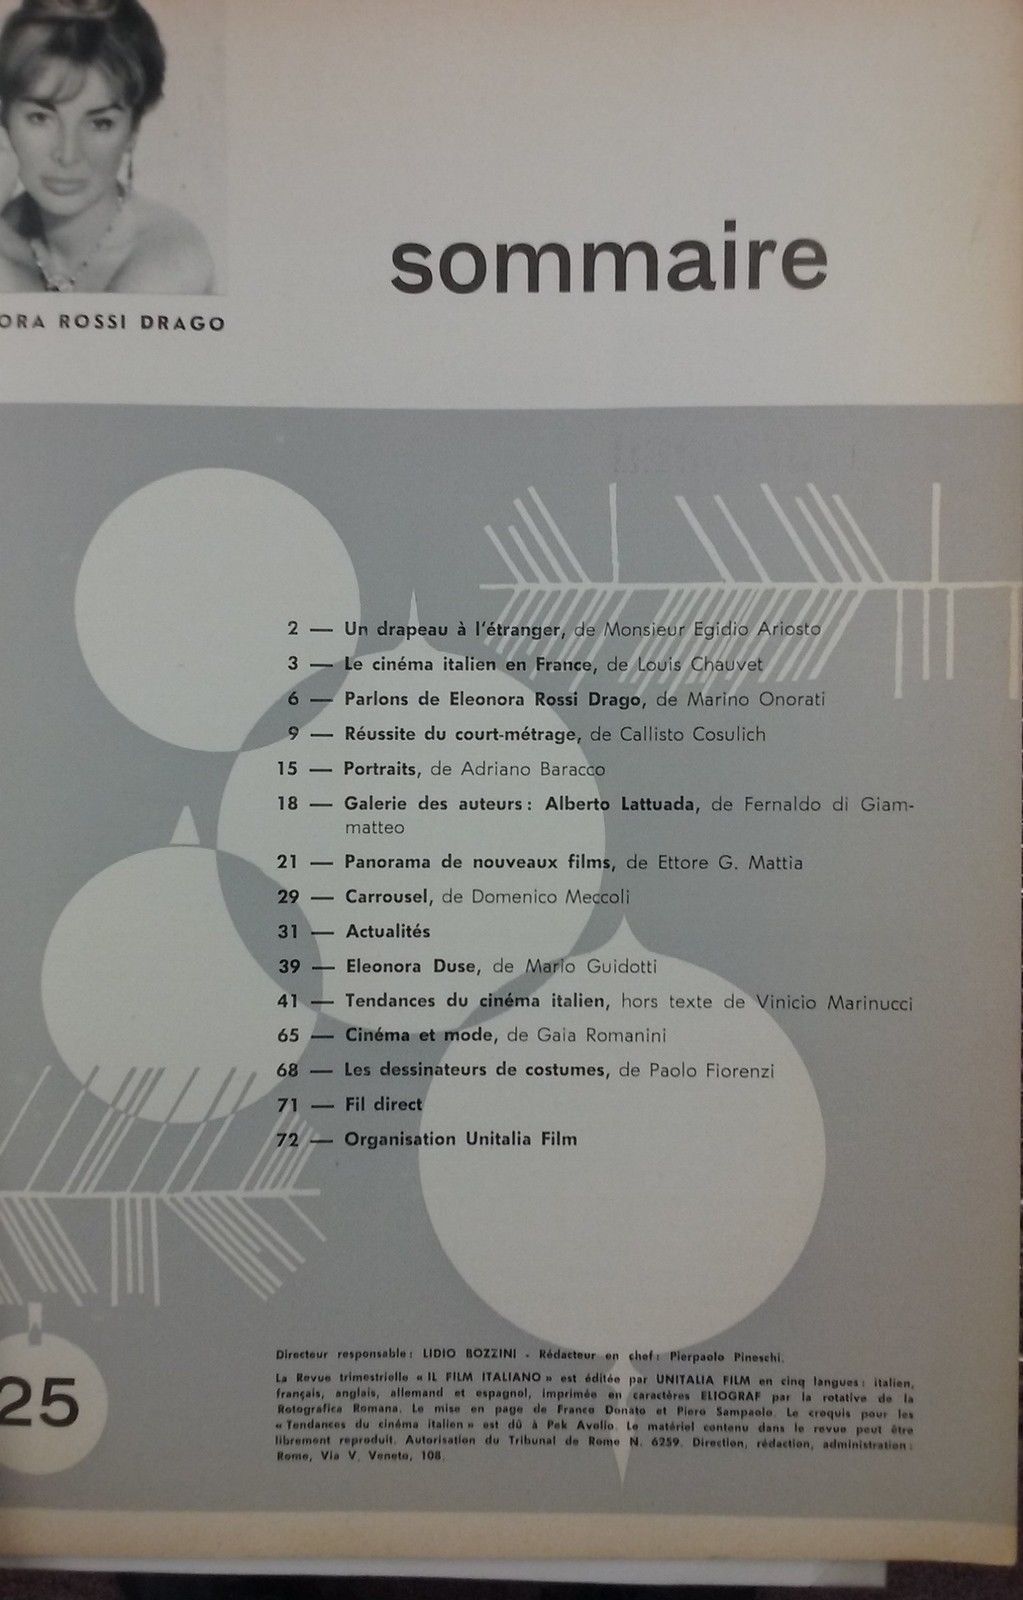 sommaire
ORA ROSSI DRAGO
2 — Un drapeau à l'étranger, de Monsieur Egidio Ariosto
3 — Le cinéma italien en France, de Louis Chauvet
6 — Parlons de Eleonora Rossi Drago, de Marino Onorati
9 — Réussite du court-métrage, de Callisto Cosulich
15 — Portraits, de Adriano Baracco
18 — Galerie des auteurs: Alberto Lattuada, de Fernaldo di Giam-
matteo
21 — Panorama de nouveaux films, de Ettore G. Mattia
29 — Carrousel, de Domenico Meccoli
31 — Actualités
39 — Eleonora Duse, de Mario Guidotti
41 — Tendances du cinéma italien, hors texte de Vinicio Marinucci
65 — Cinéma et mode, de Gaia Romanini
68 — Les dessinateurs de costumes, de Paolo Fiorenzi
71 — Fil direct
72 — Organisation Unitalia Film
Directeur responsable: LIDIO BOZZINI - Rédacteur en chef: Pierpaolo Pineschi.
La Revue trimestrielle « IL FILM ITALIANO » est éditée par UNITALIA FILM en cinq langues: italien,
français, anglais, allemand et espagnol, imprimée en caractères ELIOGRAF par la rotative de la
Rotografica Romana. Le mise en page de Franco Donato et Piero Sampaolo. Le croquis pour les
« Tendances du cinéma italien » est dû à Pek Avolio. Le matériel contenu dans le revue peut être
librement reproduit. Autorisation du Tribunal de Rome N. 6259. Direction, rédaction, administration:
Rome, Via V. Veneto, 108.
25